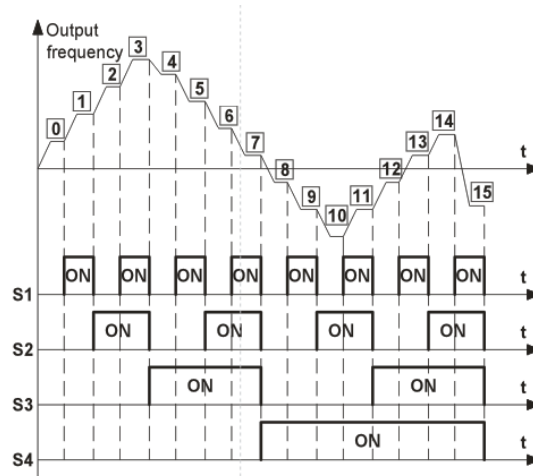 Output
frequency
0
1
2
3
4
5
6
7
8
9
10
11
12
13
14
15
t
S1
ON
ON
ON
ON
ON
ON
ON
ON
t
S2
ON
ON
ON
ON
t
S3
ON
ON
t
S4
ON
t